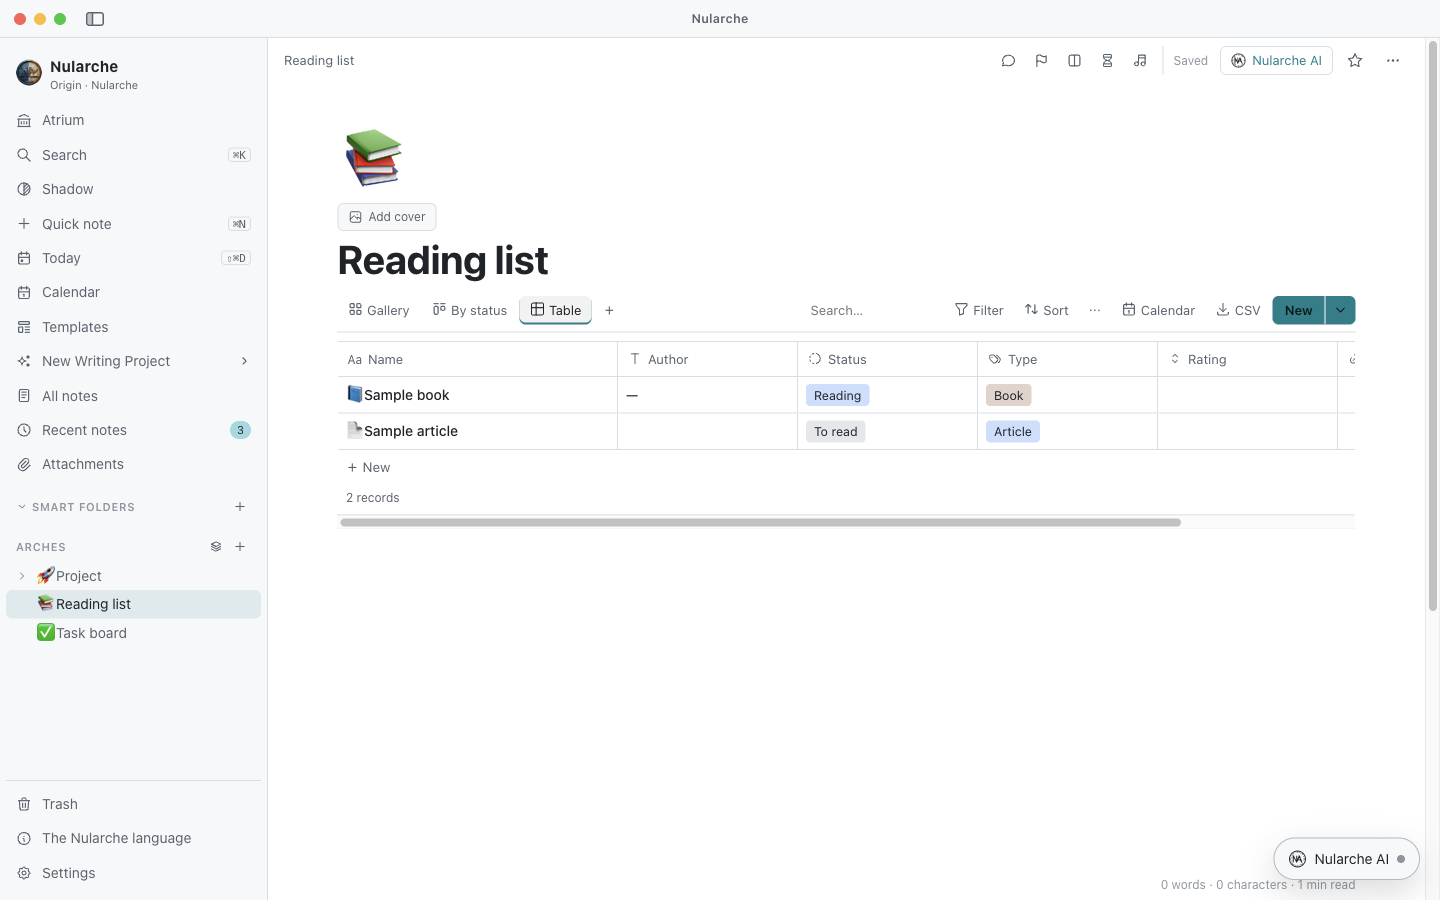 Nularche
Nularche
Origin · Nularche
Atrium
Search ⌘K
Shadow
Quick note ⌘N
Today ⇧⌘D
Calendar
Templates
New Writing Project
All notes
Recent notes 3
Attachments
SMART FOLDERS
ARCHES
Project
Reading list
Task board
Trash
The Nularche language
Settings
Reading list
Saved
Nularche AI
Add cover
Reading list
Gallery By status Table + Search... Filter Sort ··· Calendar CSV New
Aa Name Author Status Type Rating
Sample book — Reading Book
Sample article To read Article
+ New
2 records
Nularche AI
0 words · 0 characters · 1 min read